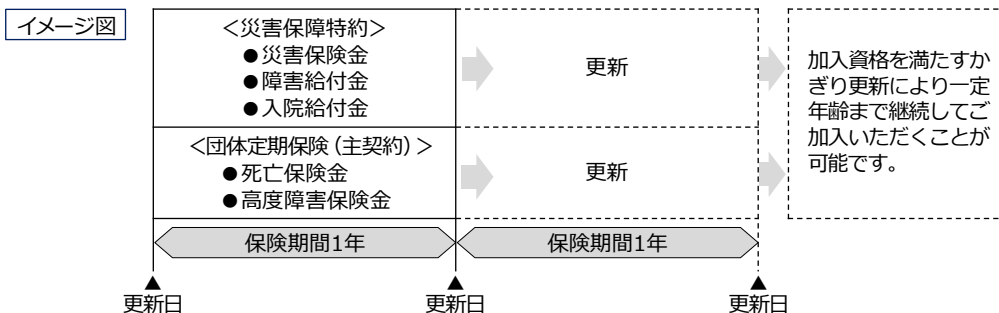 イメージ図
＜災害保障特約＞
●災害保険金
●障害給付金
●入院給付金
更新
加入資格を満たすか
ぎり更新により一定
年齢まで継続してご
加入いただくことが
可能です。
＜団体定期保険（主契約）＞
●死亡保険金
●高度障害保険金
更新
保険期間1年
保険期間1年
▲
更新日
▲
更新日
▲
更新日